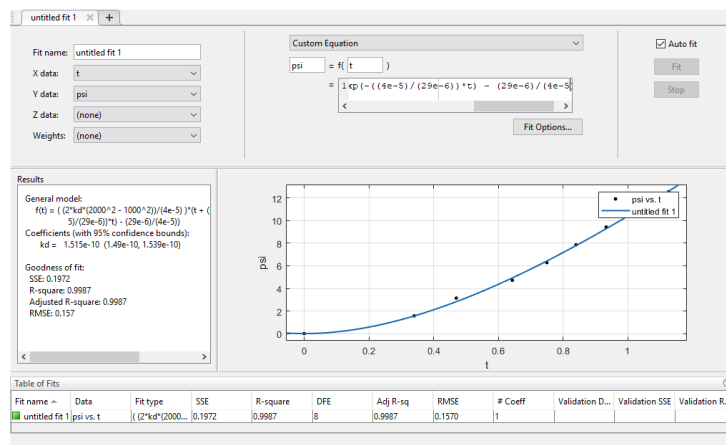 untitled fit 1
Fit name: untitled fit 1
X data: t
Y data: psi
Z data: (none)
Weights: (none)
Custom Equation
psi = f( t )
= 1 xp(-((4e-5)/(29e-6))*t) - (29e-6)/(4e-5)
Fit Options...
Auto fit
Fit
Stop
Results
General model:
f(t) = ( (2*kd*(2000^2 - 1000^2))/(4e-5) )*(t + (
5)/(29e-6))*t) - (29e-6)/(4e-5))
Coefficients (with 95% confidence bounds):
kd = 1.515e-10 (1.49e-10, 1.539e-10)
Goodness of fit:
SSE: 0.1972
R-square: 0.9987
Adjusted R-square: 0.9987
RMSE: 0.157
psi
12
10
8
6
4
2
0
0 0.2 0.4 0.6 0.8 1
t
psi vs. t
untitled fit 1
Table of Fits
Fit name Data Fit type SSE R-square DFE Adj R-sq RMSE # Coeff Validation D... Validation SSE Validation R...
untitled fit 1 psi vs. t ( (2*kd*(2000... 0.1972 0.9987 8 0.9987 0.1570 1